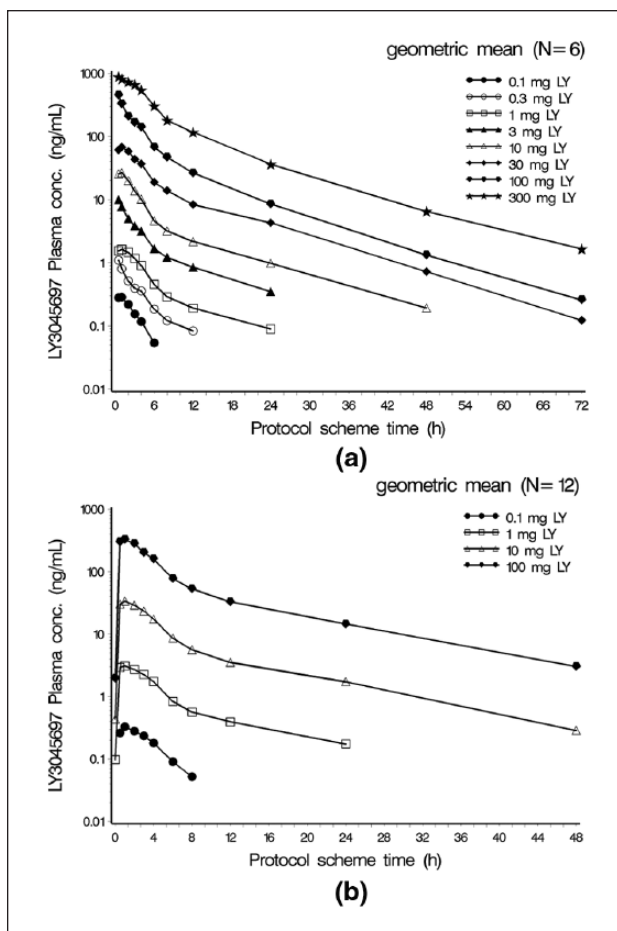 geometric mean (N=6)
1000
100
10
1
0.1
0.01
LY3045697 Plasma conc. (ng/mL)
0.1 mg LY
0.3 mg LY
1 mg LY
3 mg LY
10 mg LY
30 mg LY
100 mg LY
300 mg LY
0 6 12 18 24 30 36 42 48 54 60 66 72
Protocol scheme time (h)
(a)
geometric mean (N=12)
1000
100
10
1
0.1
0.01
LY3045697 Plasma conc. (ng/mL)
0.1 mg LY
1 mg LY
10 mg LY
100 mg LY
0 4 8 12 16 20 24 28 32 36 40 44 48
Protocol scheme time (h)
(b)